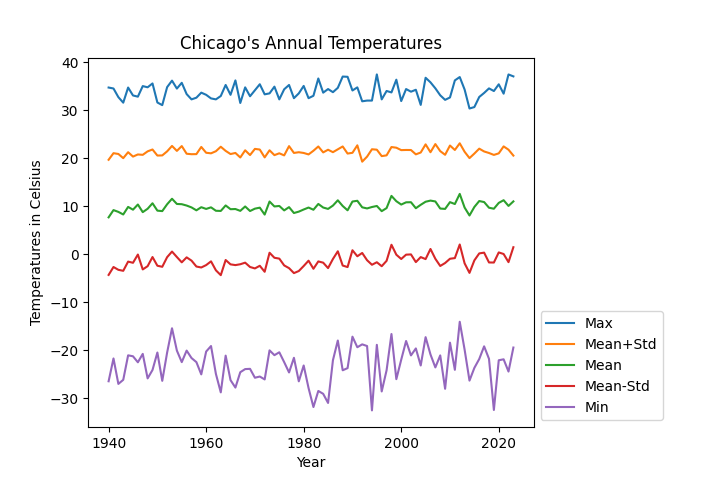 Chicago's Annual Temperatures
Temperatures in Celsius
40
30
20
10
0
−10
−20
−30
1940
1960
1980
2000
2020
Year
Max
Mean+Std
Mean
Mean-Std
Min